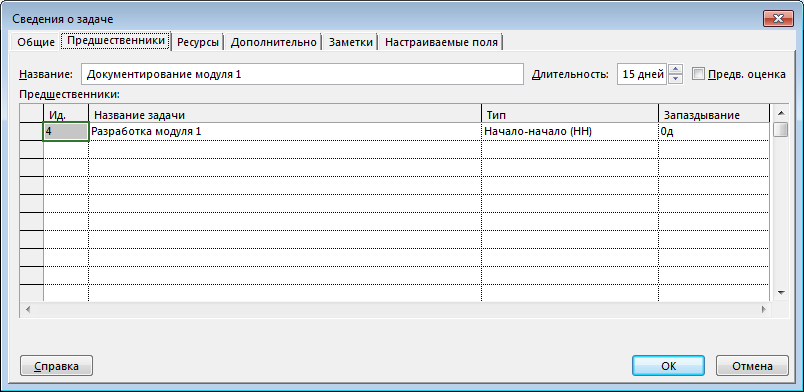 Сведения о задаче
Общие Предшественники Ресурсы Дополнительно Заметки Настраиваемые поля
Название: Документирование модуля 1 Длительность: 15 дней Предв. оценка
Предшественники:
Ид. Название задачи Тип Запаздывание
4 Разработка модуля 1 Начало-начало (НН) 0д
Справка ОК Отмена